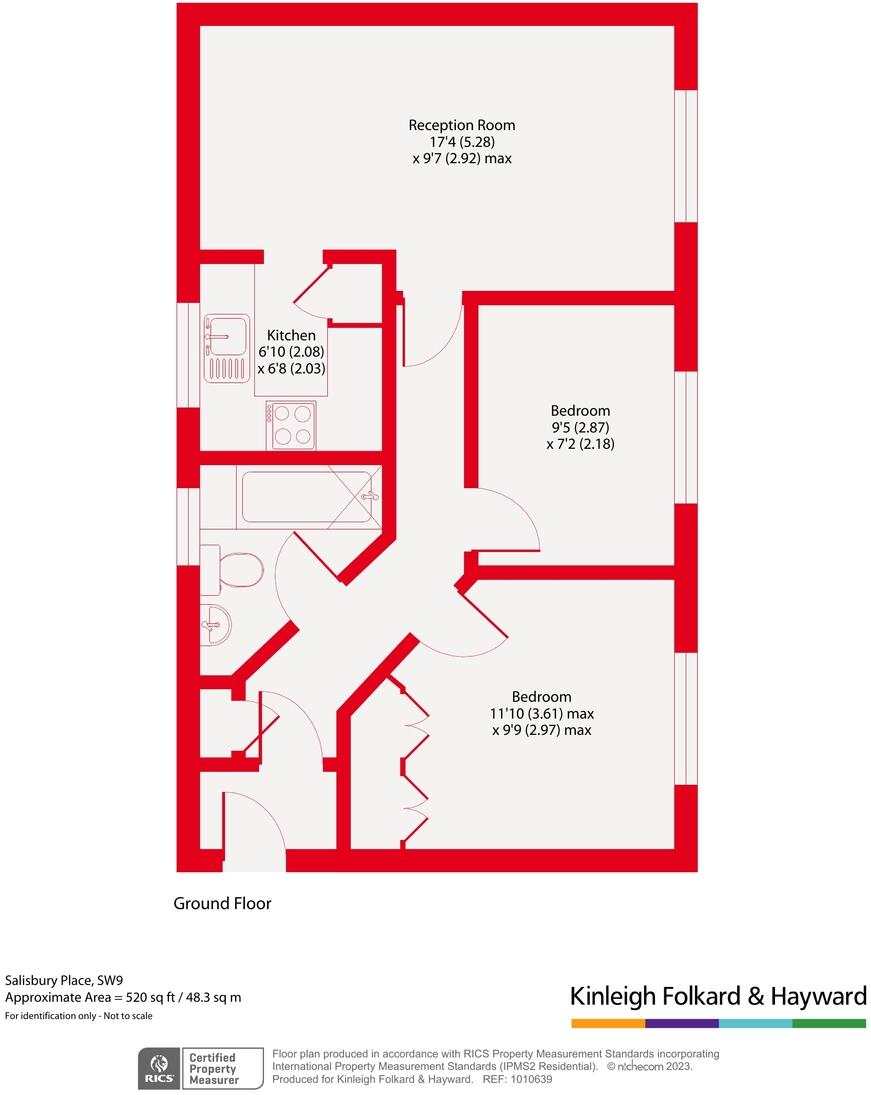 Reception Room
17'4 (5.28)
x 9'7 (2.92) max
Kitchen
6'10 (2.08)
x 6'8 (2.03)
Bedroom
9'5 (2.87)
x 7'2 (2.18)
Bedroom
11'10 (3.61) max
x 9'9 (2.97) max
Ground Floor
Salisbury Place, SW9
Approximate Area = 520 sq ft / 48.3 sq m
For identification only - Not to scale
Kinleigh Folkard & Hayward
RICS
Certified
Property
Measurer
Floor plan produced in accordance with RICS Property Measurement Standards incorporating
International Property Measurement Standards (IPMS2 Residential). © nichecom 2023.
Produced for Kinleigh Folkard & Hayward. REF: 1010639